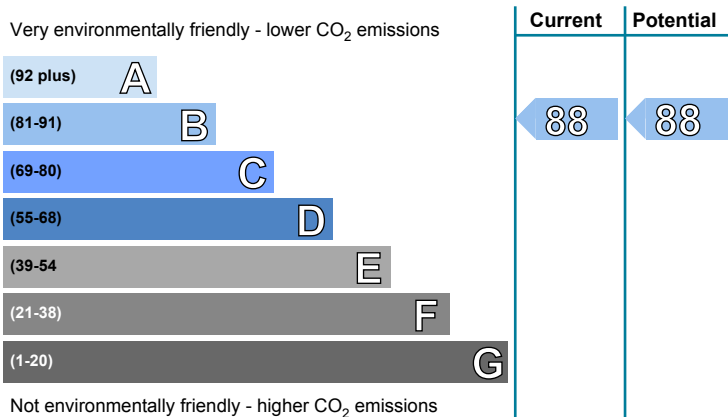 Very environmentally friendly - lower CO2 emissions
Current Potential
(92 plus) A
(81-91) B 88 88
(69-80) C
(55-68) D
(39-54 E
(21-38) F
(1-20) G
Not environmentally friendly - higher CO2 emissions